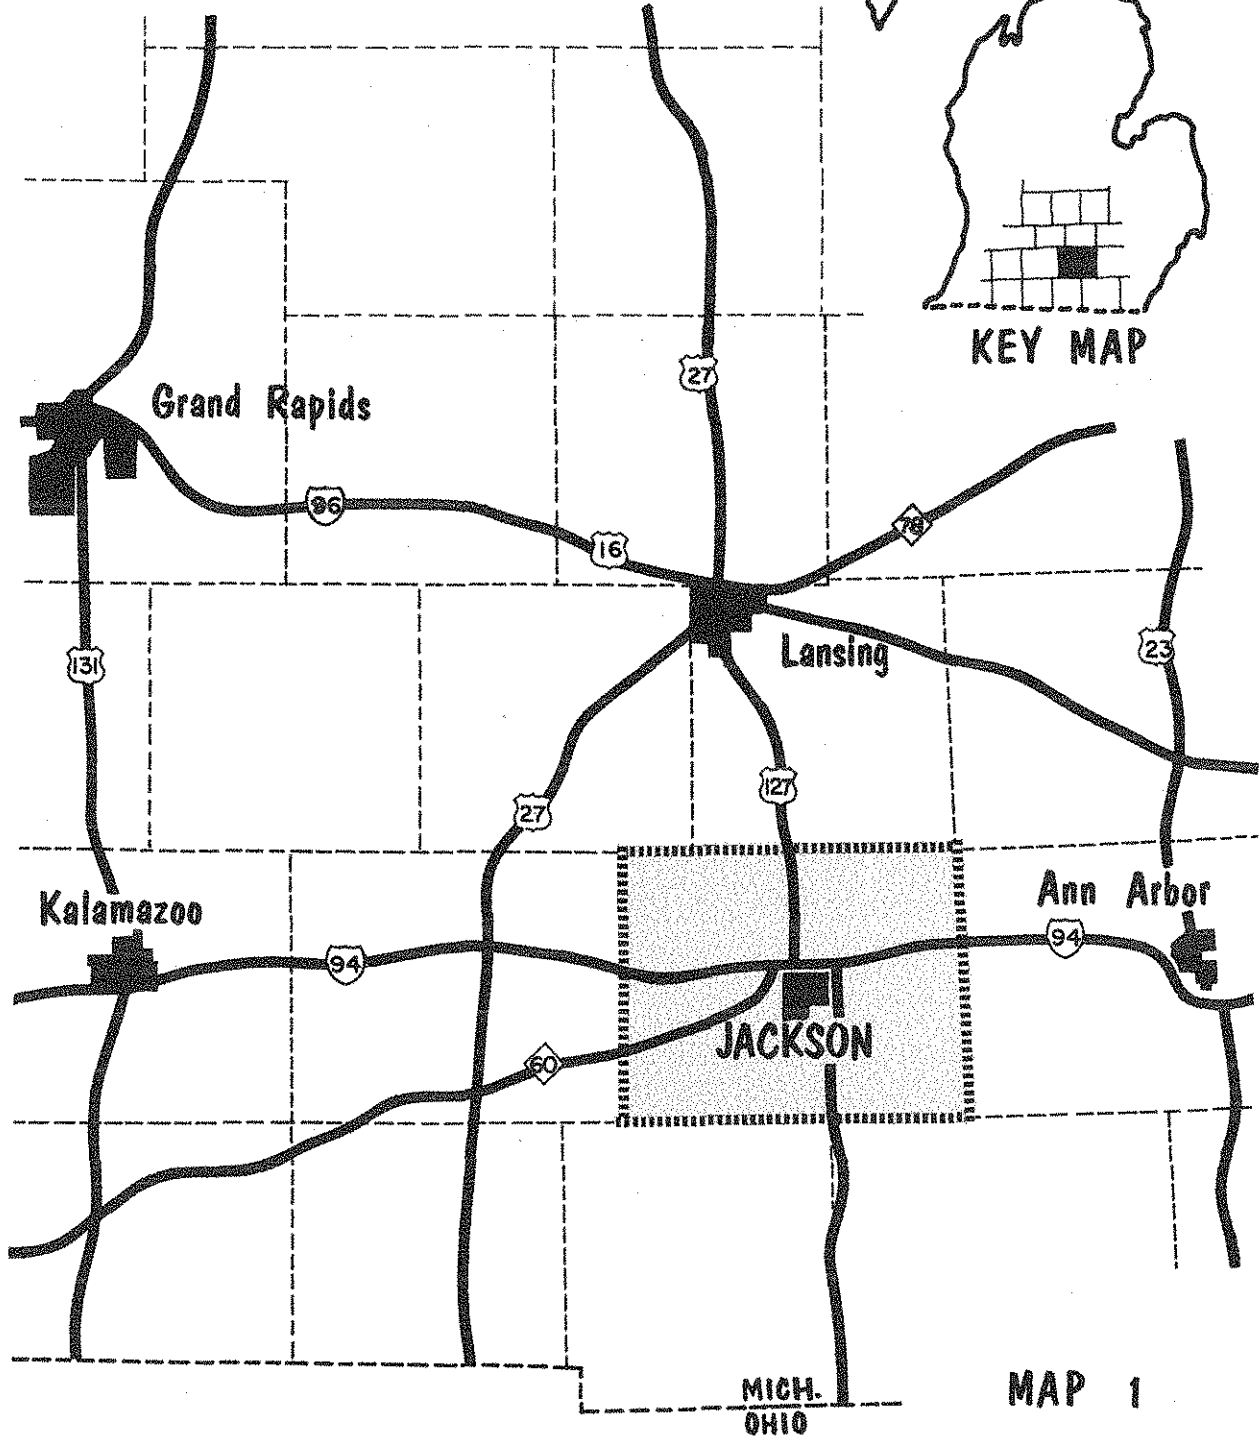 KEY MAP
27
Grand Rapids
96
16
78
131
Lansing
23
27
127
Kalamazoo
Ann Arbor
94
94
JACKSON
60
MICH.
OHIO
MAP 1